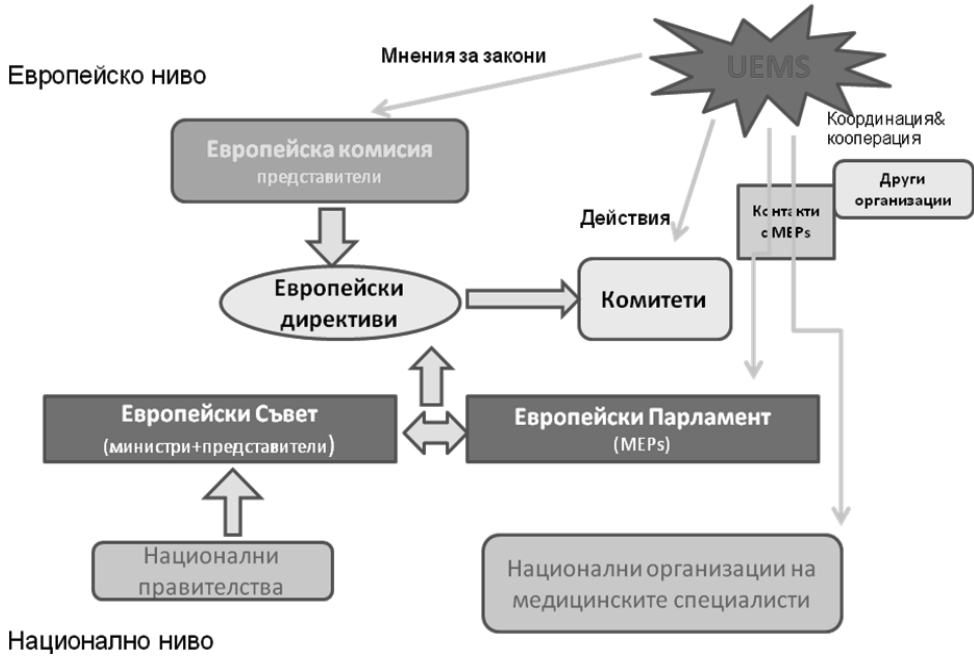 Мнения за закони
UEMS
Европейско ниво
Координация&
кооперация
Европейска комисия
представители
Други
организации
Контакти
с MEPs
Действия
Европейски
директиви
Комитети
Европейски Съвет
(министри+представители)
Европейски Парламент
(MEPs)
Национални
правителства
Национални организации на
медицинските специалисти
Национално ниво